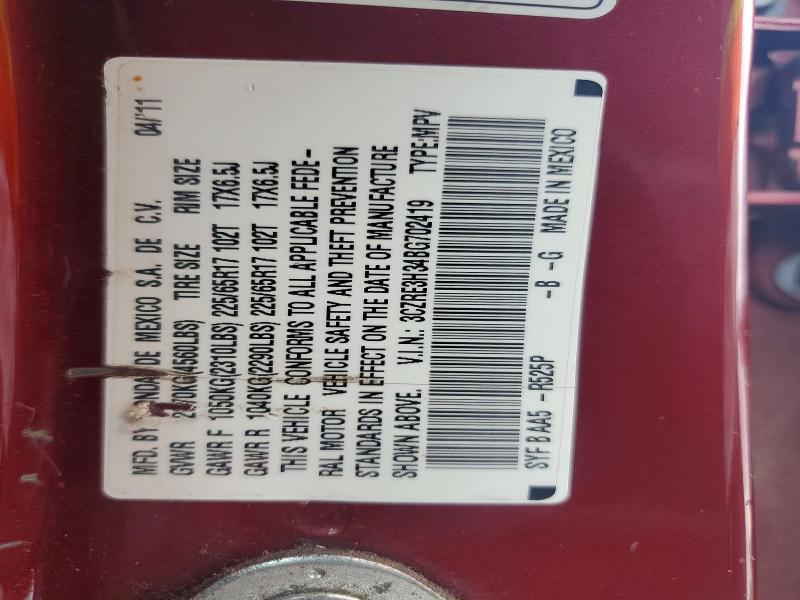 MFD. BY HONDA DE MEXICO S.A. DE C.V. 04/'11
GVWR 2070KG(4560LBS) TIRE SIZE RIM SIZE
GAWR F 1050KG(2310LBS) 225/65R17 102T 17X6.5J
GAWR R 1040KG(2290LBS) 225/65R17 102T 17X6.5J
THIS VEHICLE CONFORMS TO ALL APPLICABLE FEDE-
RAL MOTOR VEHICLE SAFETY AND THEFT PREVENTION
STANDARDS IN EFFECT ON THE DATE OF MANUFACTURE
SHOWN ABOVE. V.I.N.: 3CZRE3H34BG702419 TYPE:MPV
SYF B AA5 -R525P -B -G MADE IN MEXICO